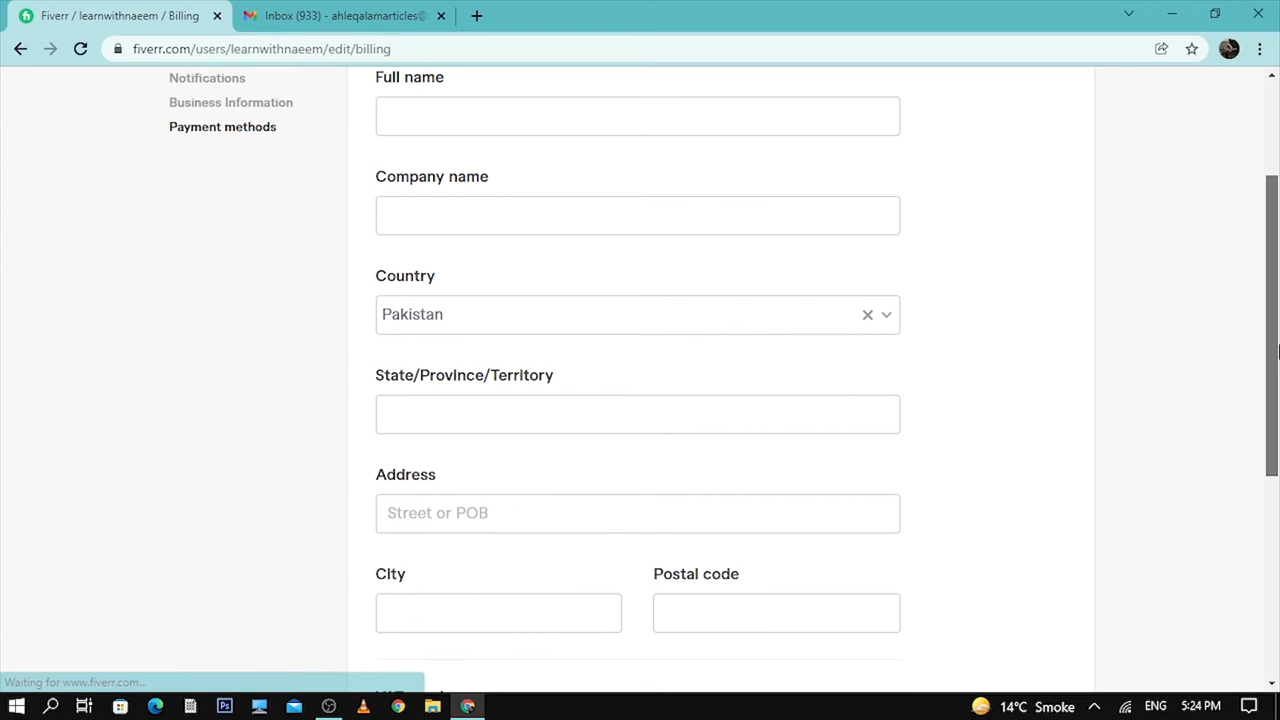 Fiverr / learnwithnaeem / Billing
Inbox (933) - ahleqalamarticles@
fiverr.com/users/learnwithnaeem/edit/billing
Notifications
Business Information
Payment methods
Full name
Company name
Country
Pakistan
State/Province/Territory
Address
Street or POB
City
Postal code
Waiting for www.fiverr.com...
Ps
14°C Smoke
ENG
5:24 PM